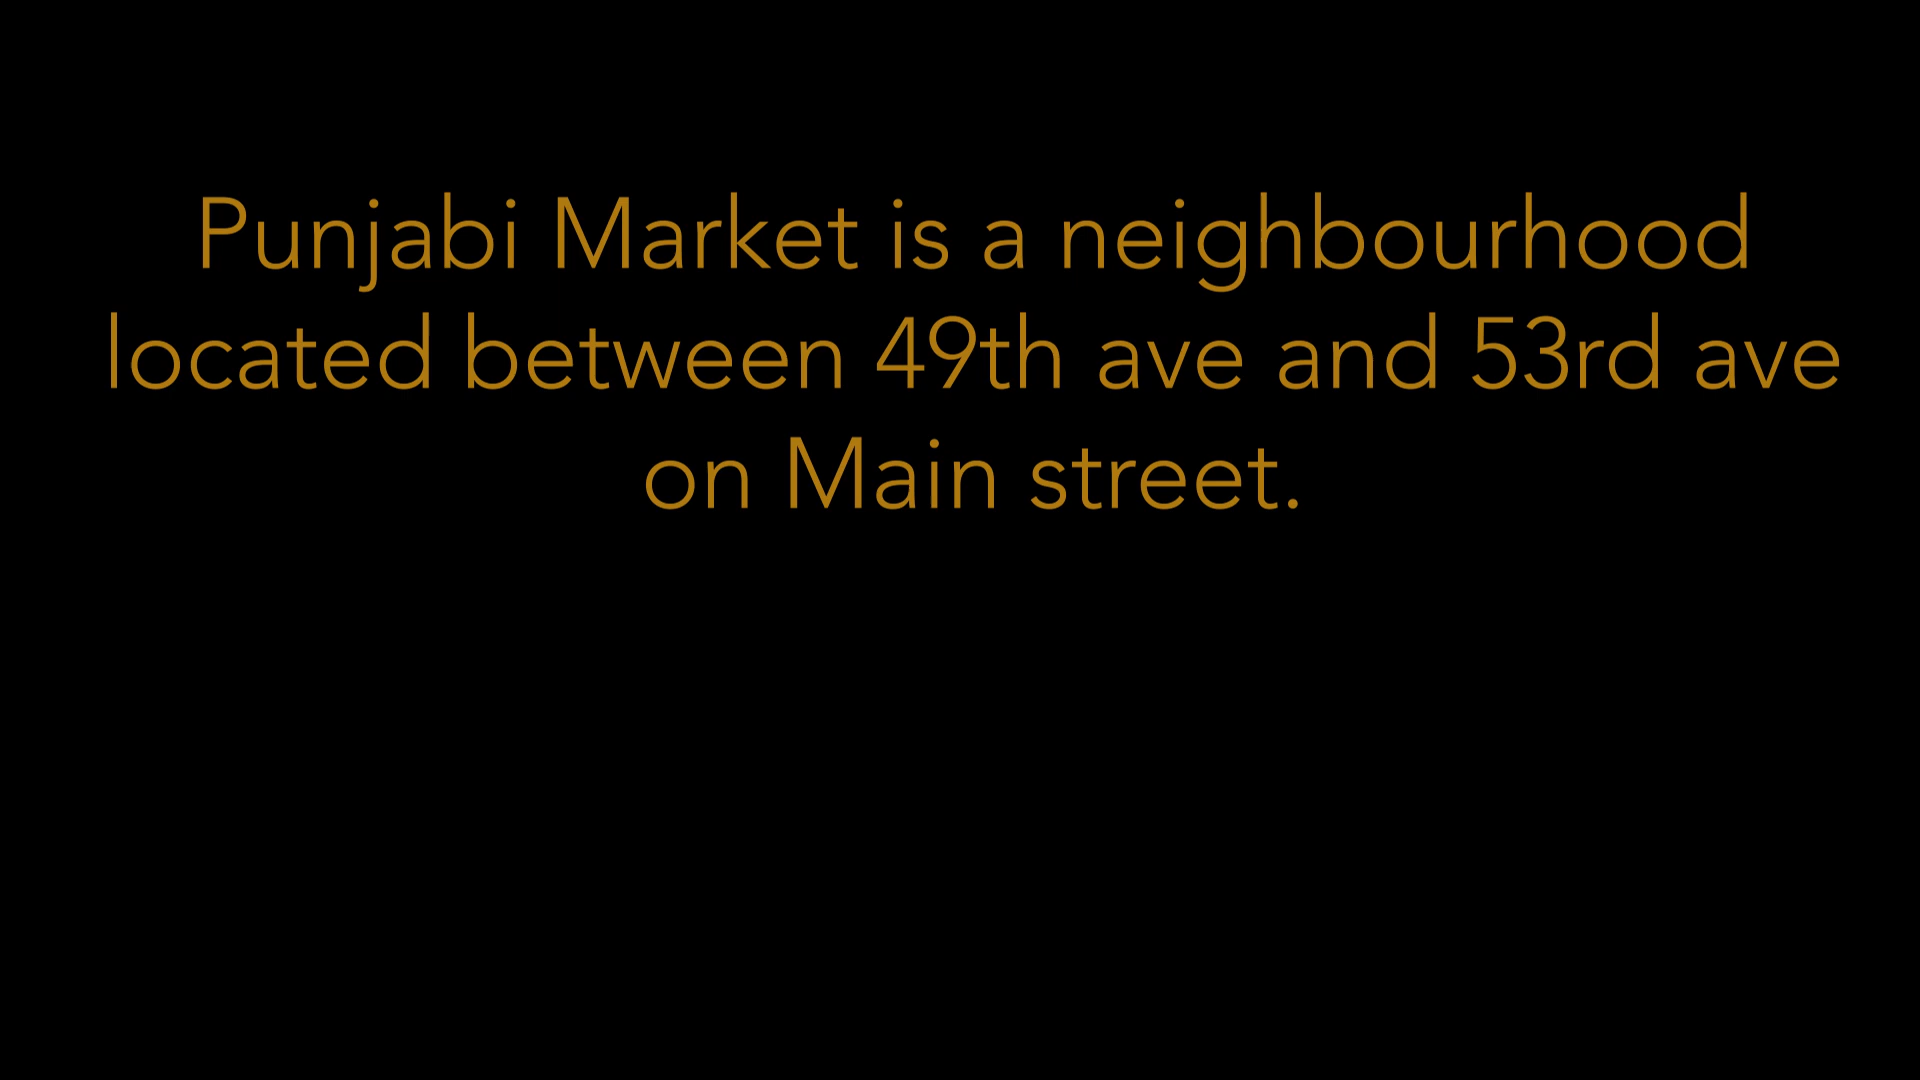 Punjabi Market is a neighbourhood
located between 49th ave and 53rd ave
on Main street.